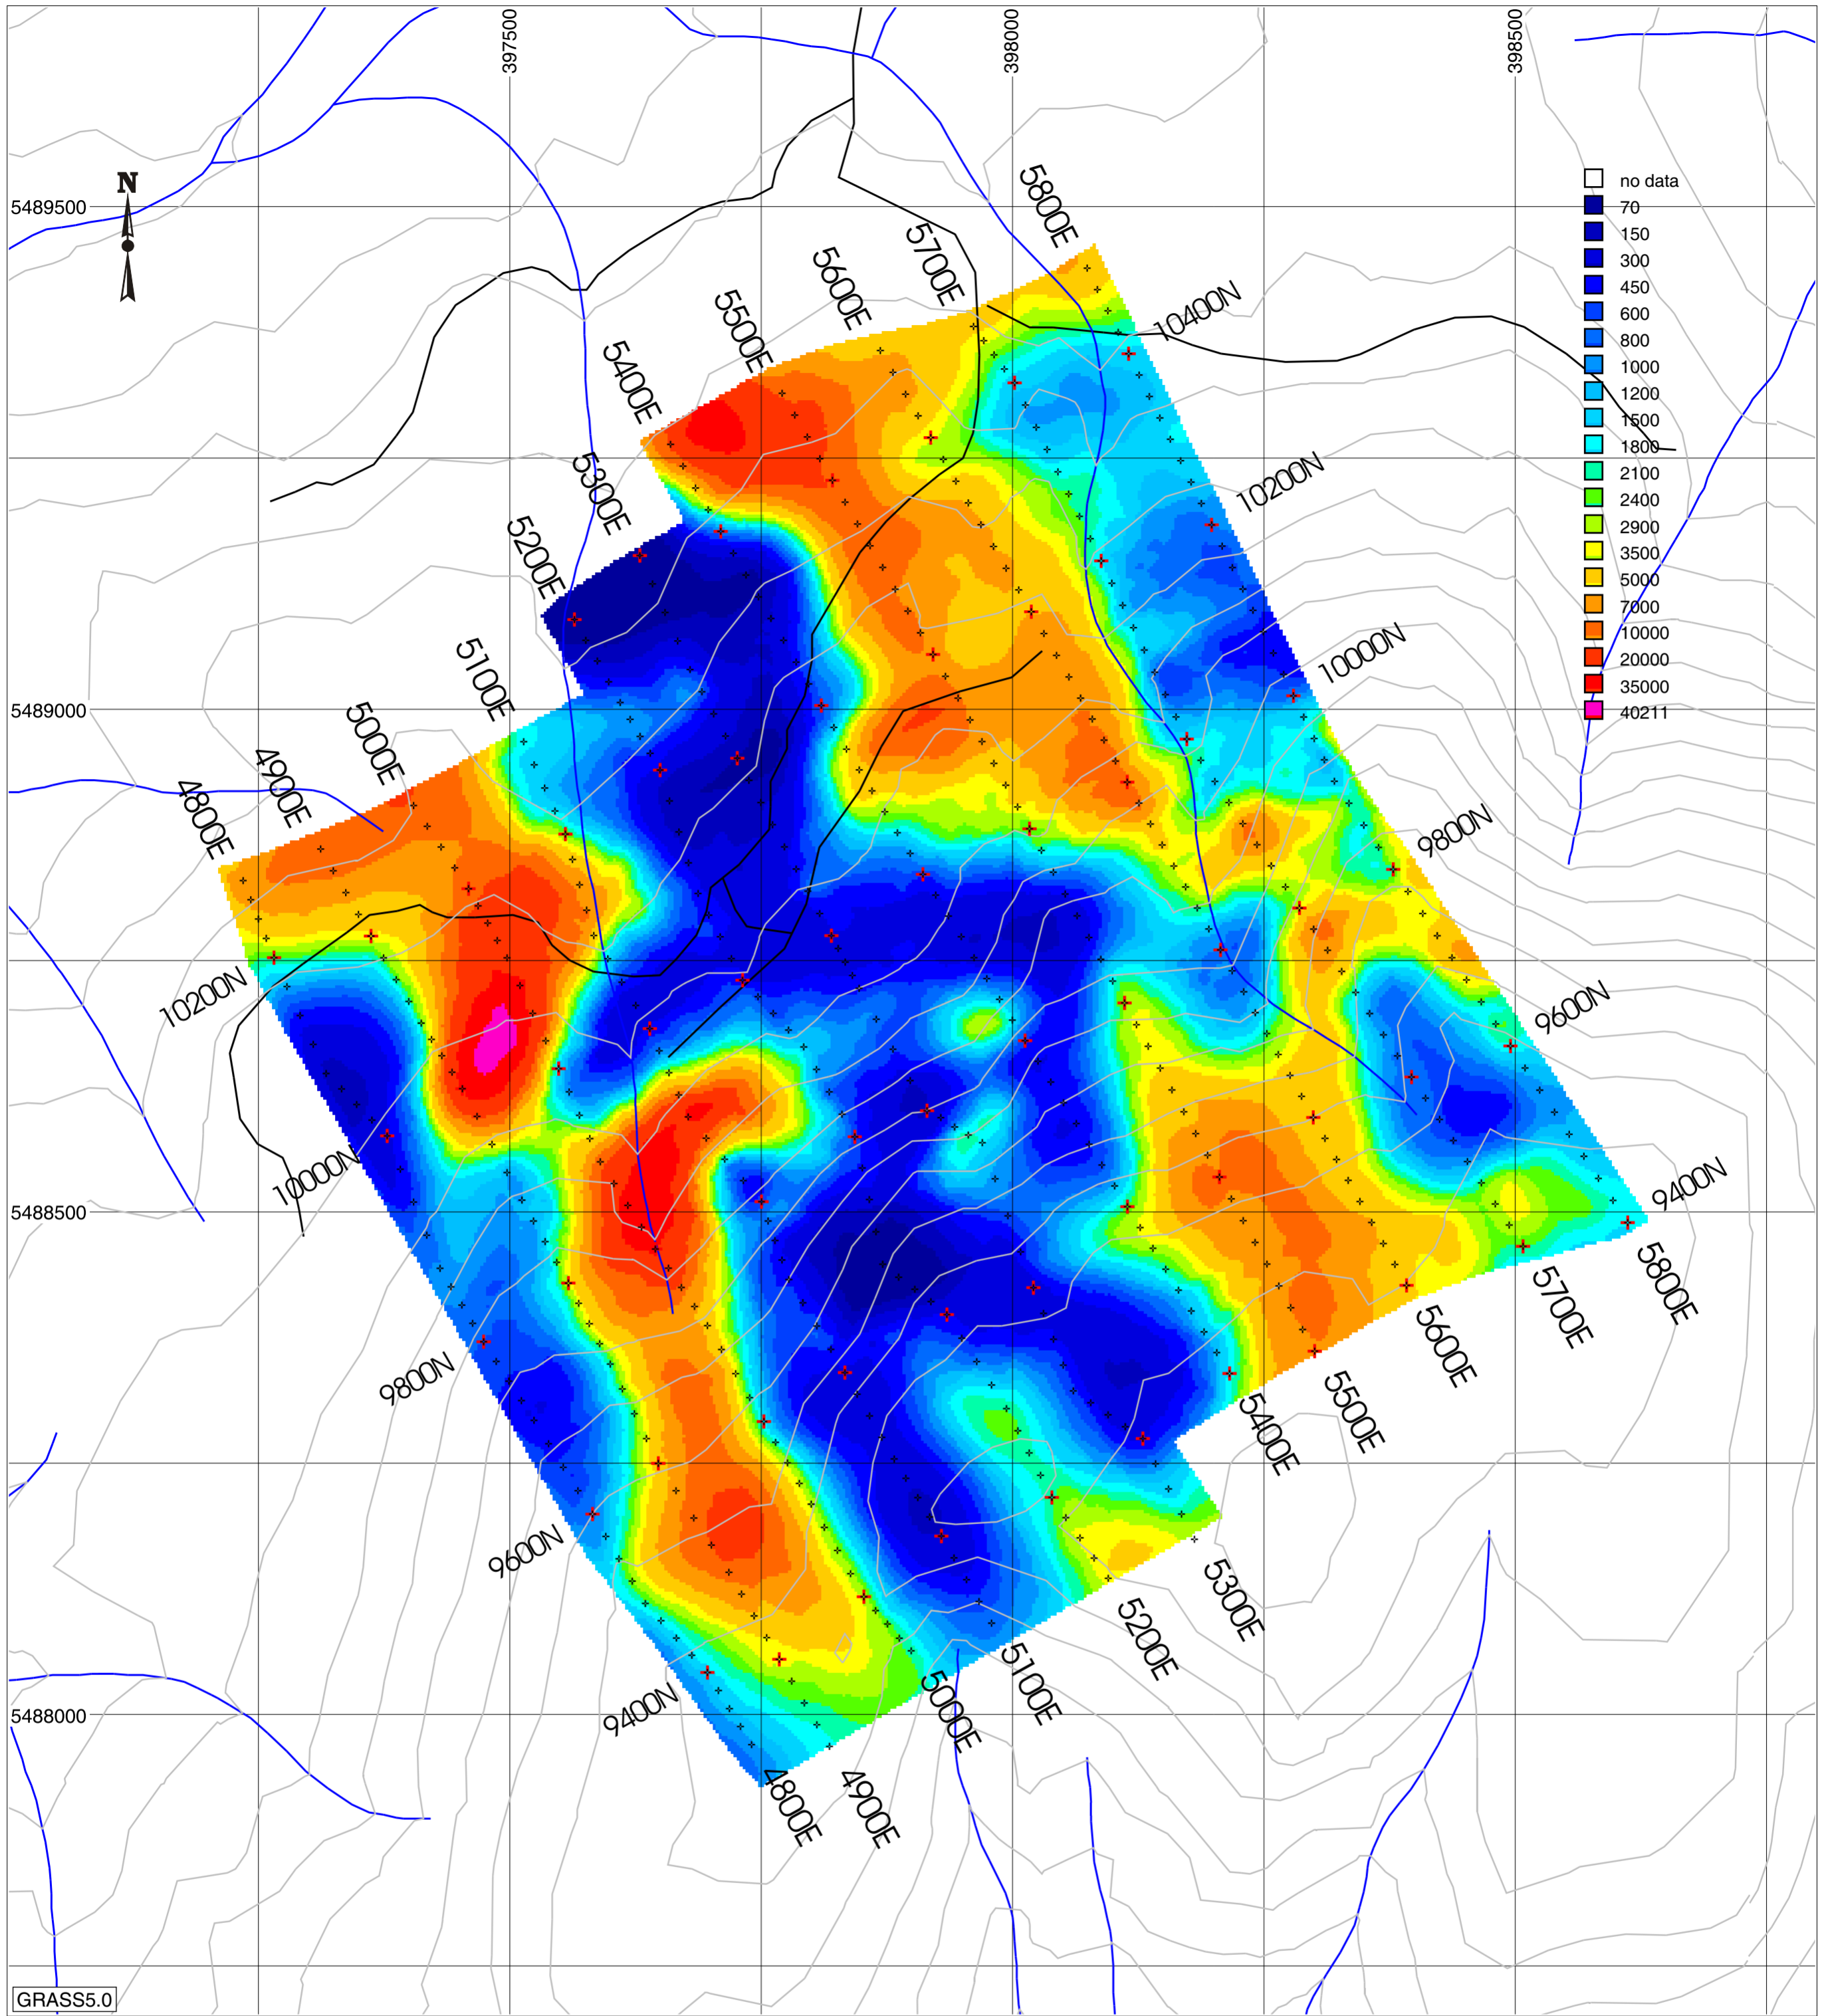 397500
398000
398500
N
5489500
5489000
5488500
5488000
5800E
5700E
5600E
5500E
5400E
5300E
5200E
5100E
5000E
4900E
4800E
10400N
10200N
10000N
9800N
9600N
9400N
no data
70
150
300
450
600
800
1000
1200
1500
1800
2100
2400
2900
3500
5000
7000
10000
20000
35000
40211
10200N
10000N
9800N
9600N
9400N
5800E
5700E
5600E
5500E
5400E
5300E
5200E
5100E
5000E
4900E
4800E
GRASS5.0